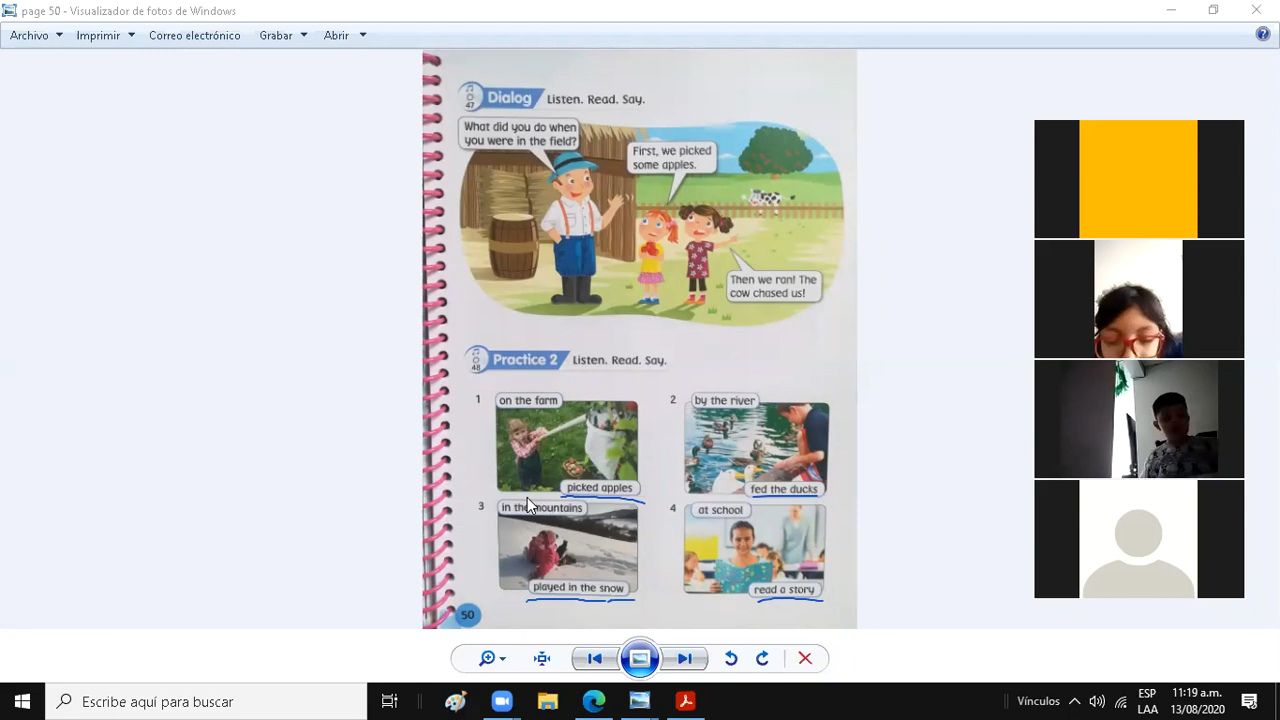 page 50 - Visualizador de fotos de Windows
Archivo Imprimir Correo electrónico Grabar Abrir
47 Dialog Listen. Read. Say.
What did you do when
you were in the field?
First, we picked
some apples.
Then we ran! The
cow chased us!
48 Practice 2 Listen. Read. Say.
1 on the farm
picked apples
2 by the river
fed the ducks
3 in the mountains
played in the snow
4 at school
read a story
50
Escribe aquí para buscar
Vínculos
ESP
LAA
11:19 a.m.
13/08/2020